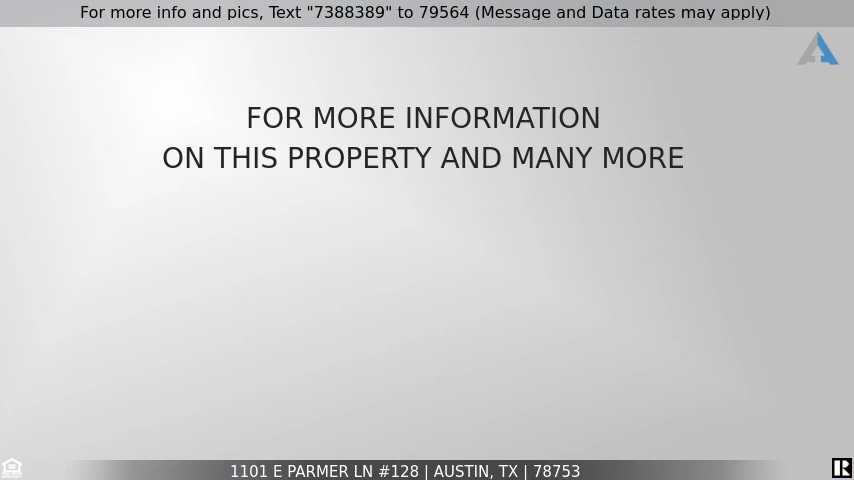 For more info and pics, Text "7388389" to 79564 (Message and Data rates may apply)
FOR MORE INFORMATION
ON THIS PROPERTY AND MANY MORE
1101 E PARMER LN #128 | AUSTIN, TX | 78753